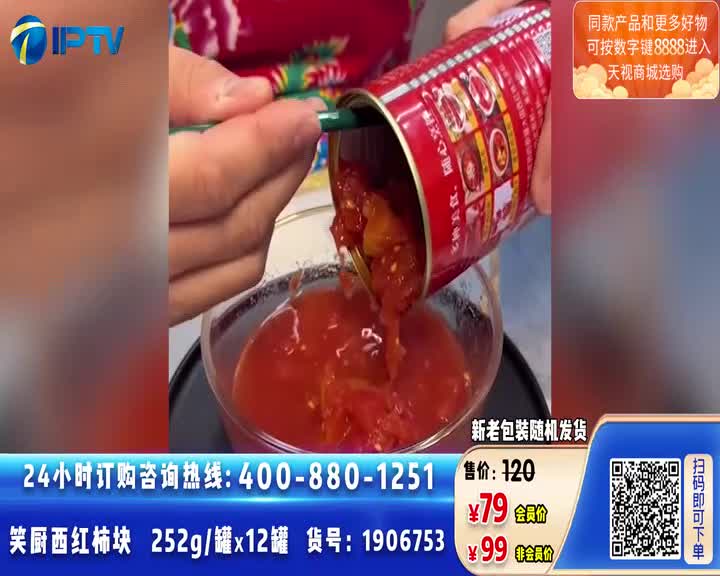 IPTV
同款产品和更多好物
可按数字键8888进入
天视商城选购
随心烹享
新老包装随机发货
24小时订购咨询热线:400-880-1251
售价:120
¥79 会员价
¥99 非会员价
扫码即可下单
笑厨西红柿块 252g/罐x12罐 货号:1906753